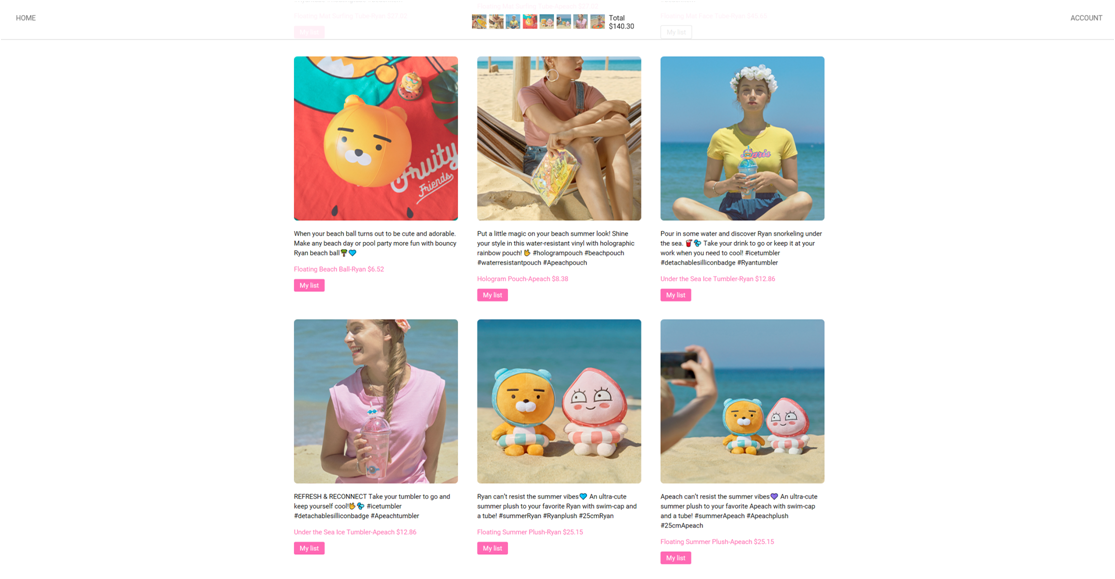 HOME
Total
$140.30
ACCOUNT
My list
My list
Fruity
Friends
When your beach ball turns out to be cute and adorable.
Make any beach day or pool party more fun with bouncy
Ryan beach ball🌴💙
Floating Beach Ball-Ryan $6.52
My list
Put a little magic on your beach summer look! Shine
your style in this water-resistant vinyl with holographic
rainbow pouch! #hologrampouch #beachpouch
#waterresistantpouch #Apeachpouch
Hologram Pouch-Apeach $8.38
My list
Pour in some water and discover Ryan snorkeling under
the sea. Take your drink to go or keep it at your
work when you need to cool! #icetumbler
#detachablesilliconbadge #Ryantumbler
Under the Sea Ice Tumbler-Ryan $12.86
My list
REFRESH & RECONNECT Take your tumbler to go and
keep yourself cool! #icetumbler
#detachablesilliconbadge #Apeachtumbler
Under the Sea Ice Tumbler-Apeach $12.86
My list
Ryan can’t resist the summer vibes💙 An ultra-cute
summer plush to your favorite Ryan with swim-cap and
a tube! #summerRyan #Ryanplush #25cmRyan
Floating Summer Plush-Ryan $25.15
My list
Apeach can’t resist the summer vibes💜 An ultra-cute
summer plush to your favorite Apeach with swim-cap
and a tube! #summerApeach #Apeachplush
#25cmApeach
Floating Summer Plush-Apeach $25.15
My list